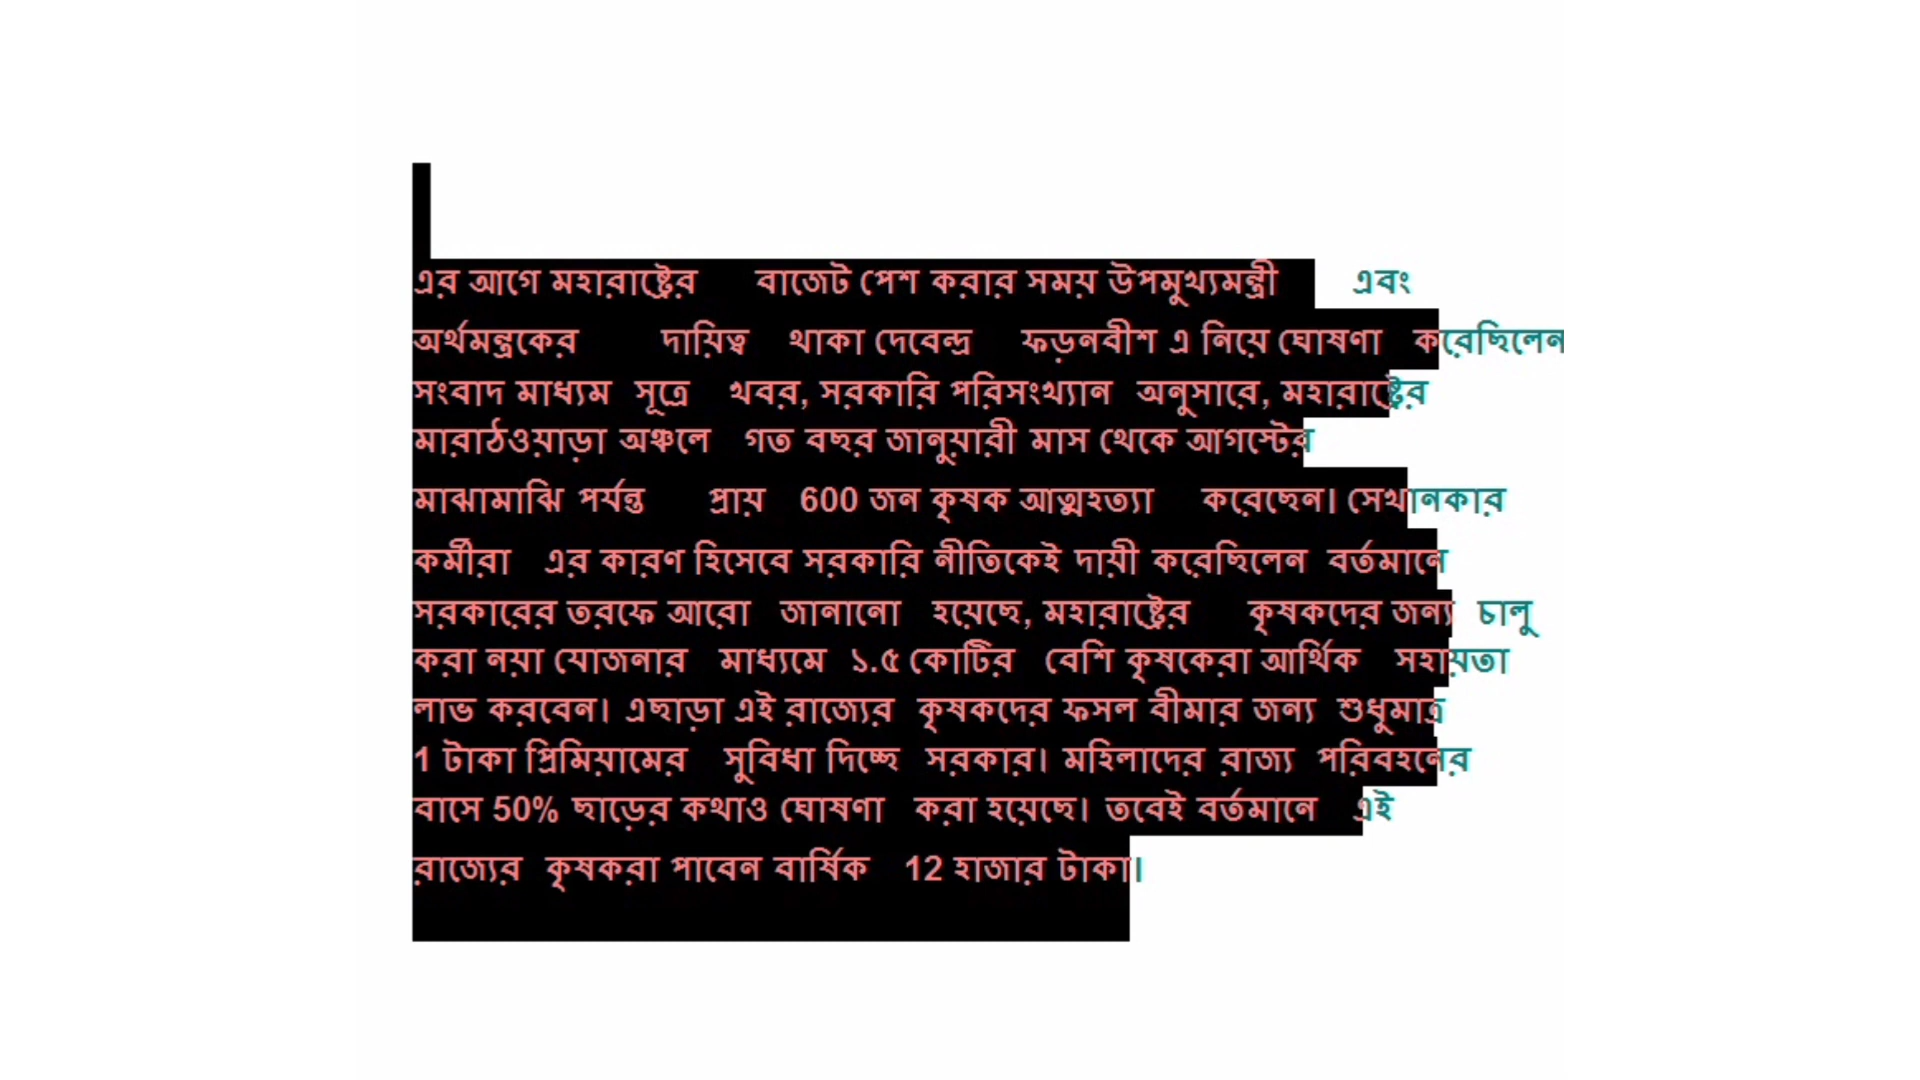 এর আগে মহারাষ্ট্রের বাজেট পেশ করার সময় উপমুখ্যমন্ত্রী এবং
অর্থমন্ত্রকের দায়িত্ব থাকা দেবেন্দ্র ফড়নবীশ এ নিয়ে ঘোষণা করেছিলেন
সংবাদ মাধ্যম সূত্রে খবর, সরকারি পরিসংখ্যান অনুসারে, মহারাষ্ট্রের
মারাঠওয়াড়া অঞ্চলে গত বছর জানুয়ারী মাস থেকে আগস্টের
মাঝামাঝি পর্যন্ত প্রায় 600 জন কৃষক আত্মহত্যা করেছেন। সেখানকার
কর্মীরা এর কারণ হিসেবে সরকারি নীতিকেই দায়ী করেছিলেন বর্তমানে
সরকারের তরফে আরো জানানো হয়েছে, মহারাষ্ট্রের কৃষকদের জন্য চালু
করা নয়া যোজনার মাধ্যমে ১.৫ কোটির বেশি কৃষকেরা আর্থিক সহায়তা
লাভ করবেন। এছাড়া এই রাজ্যের কৃষকদের ফসল বীমার জন্য শুধুমাত্র
1 টাকা প্রিমিয়ামের সুবিধা দিচ্ছে সরকার। মহিলাদের রাজ্য পরিবহনের
বাসে 50% ছাড়ের কথাও ঘোষণা করা হয়েছে। তবেই বর্তমানে এই
রাজ্যের কৃষকরা পাবেন বার্ষিক 12 হাজার টাকা।